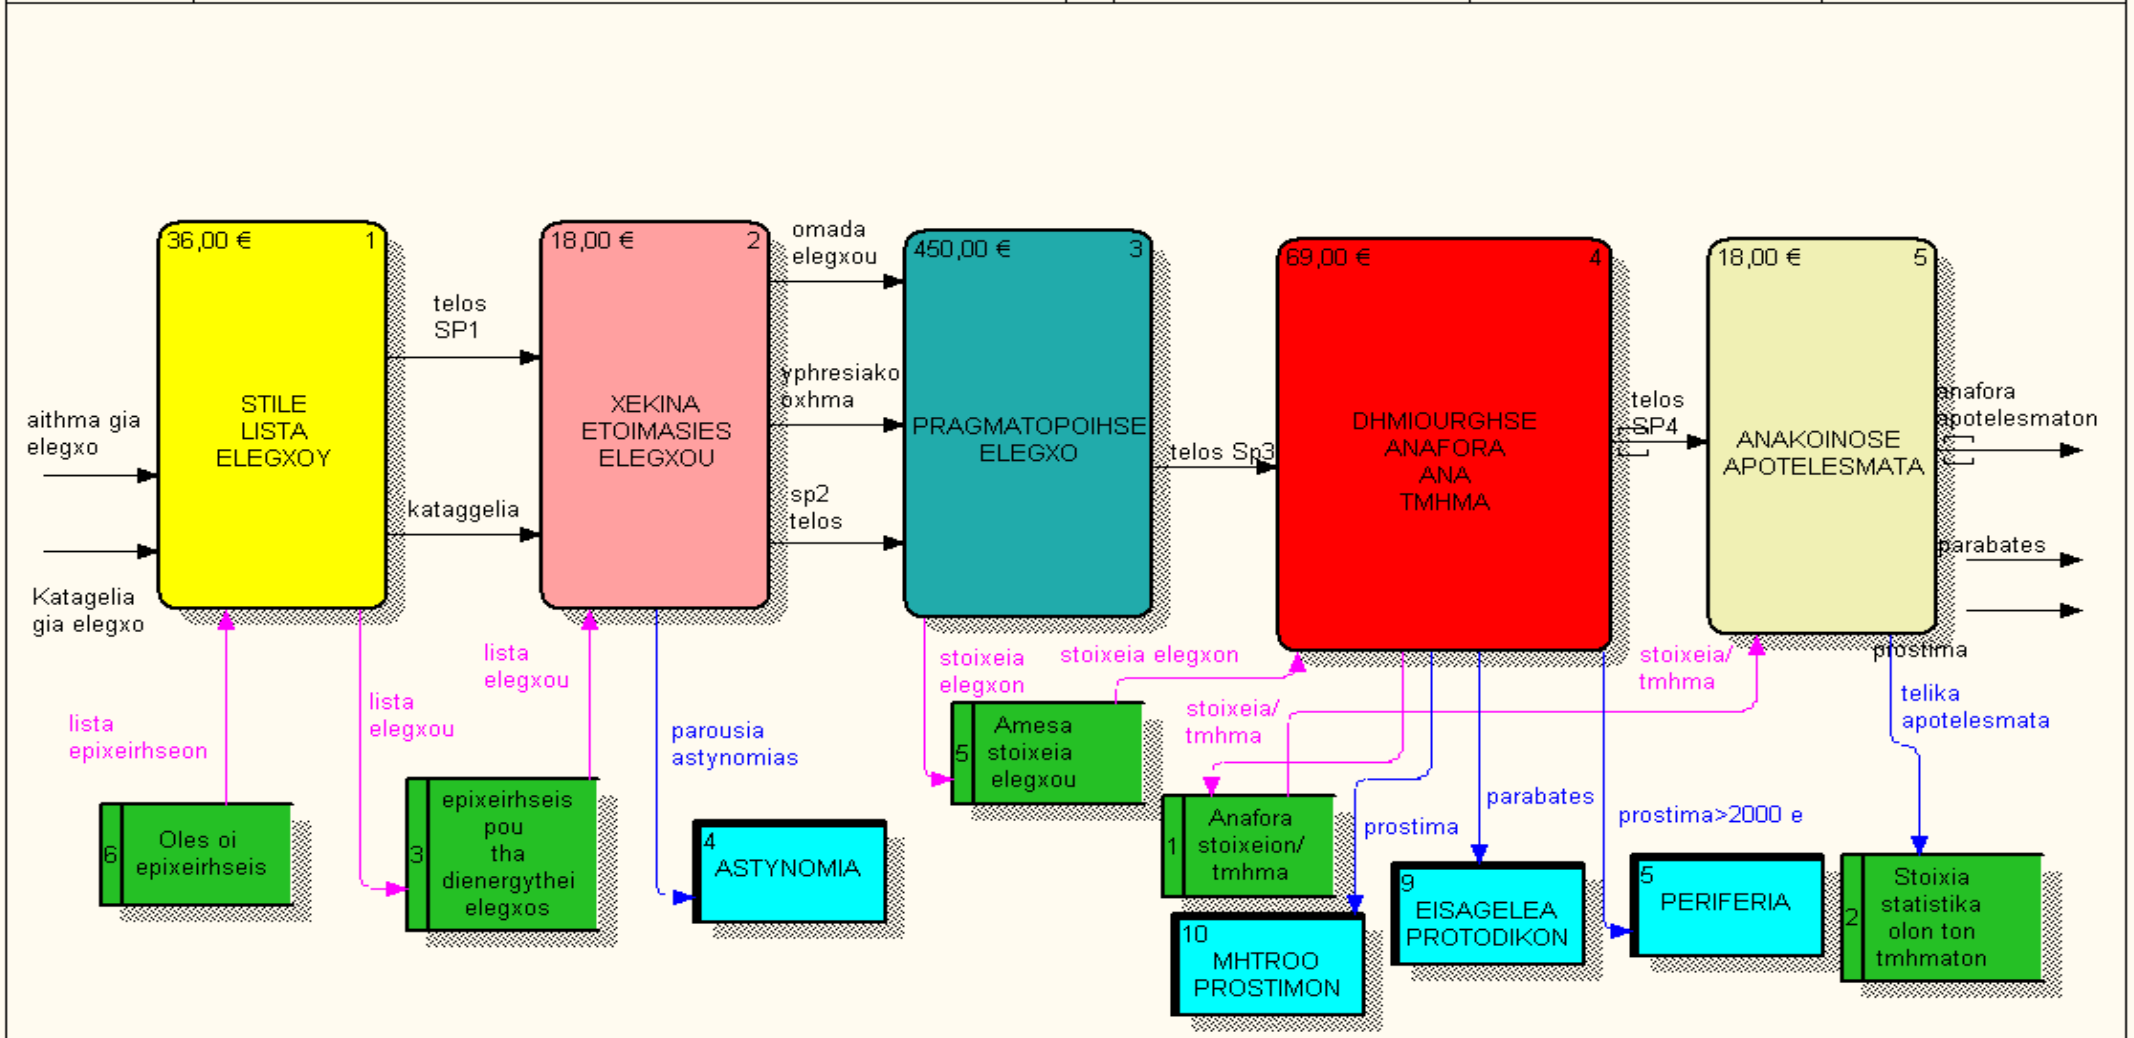 36,00 € 1
STILE
LISTA
ELEGXOY
aithma gia
elegxo
Katagelia
gia elegxo
telos
SP1
kataggelia
18,00 € 2
XEKINA
ETOIMASIES
ELEGXOU
omada
elegxou
yphresiako
oxhma
sp2
telos
450,00 € 3
PRAGMATOPOIHSE
ELEGXO
telos Sp3
69,00 € 4
DHMIOURGHSE
ANAFORA
ANA
TMHMA
telos
SP4
18,00 € 5
ANAKOINOSE
APOTELESMATA
anafora
apotelesmaton
parabates
prostima
lista
epixeirhseon
lista
elegxou
lista
elegxou
parousia
astynomias
stoixeia
elegxon
stoixeia elegxon
stoixeia/
tmhma
stoixeia/
tmhma
telika
apotelesmata
prostima
parabates
prostima>2000 e
6
Oles oi
epixeirhseis
3
epixeirhseis
pou
tha
dienergythei
elegxos
4
ASTYNOMIA
5
Amesa
stoixeia
elegxou
1
Anafora
stoixeion/
tmhma
10
MHTROO
PROSTIMON
9
EISAGELEA
PROTODIKON
5
PERIFERIA
2
Stoixia
statistika
olon ton
tmhmaton